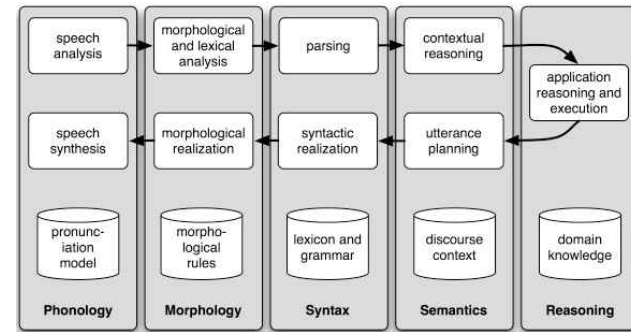 speech
analysis
morphological
and lexical
analysis
parsing
contextual
reasoning
application
reasoning and
execution
speech
synthesis
morphological
realization
syntactic
realization
utterance
planning
pronunc-
iation
model
morpho-
logical
rules
lexicon and
grammar
discourse
context
domain
knowledge
Phonology
Morphology
Syntax
Semantics
Reasoning